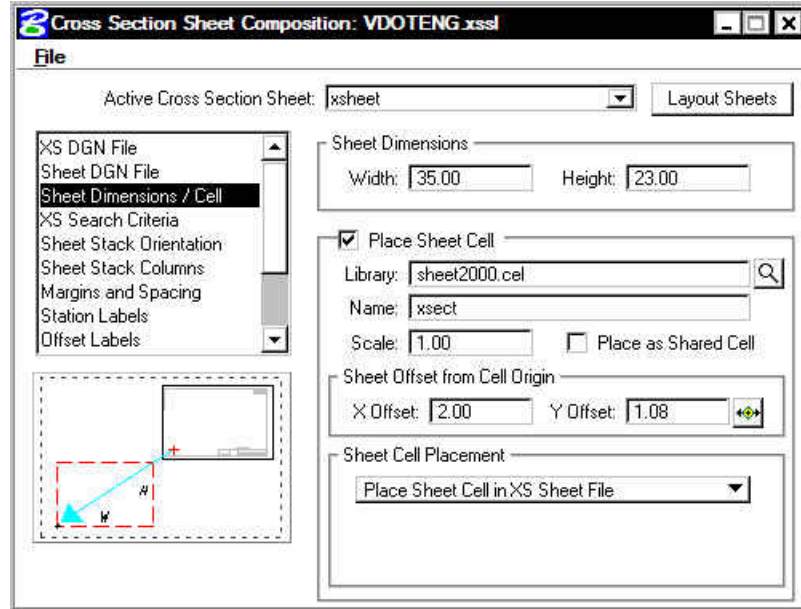 Cross Section Sheet Composition: VDOTENG.xssl
File
Active Cross Section Sheet: xsheet Layout Sheets
XS DGN File
Sheet DGN File
Sheet Dimensions / Cell
XS Search Criteria
Sheet Stack Orientation
Sheet Stack Columns
Margins and Spacing
Station Labels
Offset Labels
Sheet Dimensions
Width: 35.00 Height: 23.00
Place Sheet Cell
Library: sheet2000.cel
Name: xsect
Scale: 1.00 Place as Shared Cell
Sheet Offset from Cell Origin
X Offset: 2.00 Y Offset: 1.08
Sheet Cell Placement
Place Sheet Cell in XS Sheet File
H
W